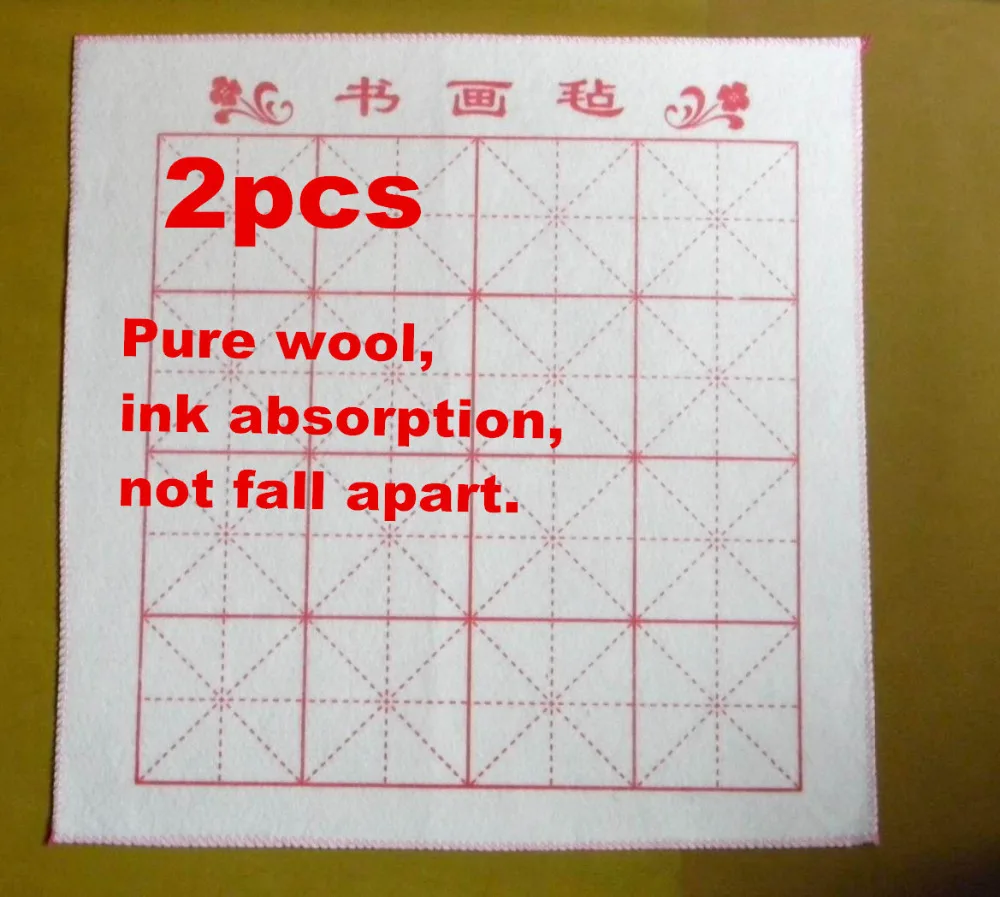 书画毡
2pcs
Pure wool,
ink absorption,
not fall apart.